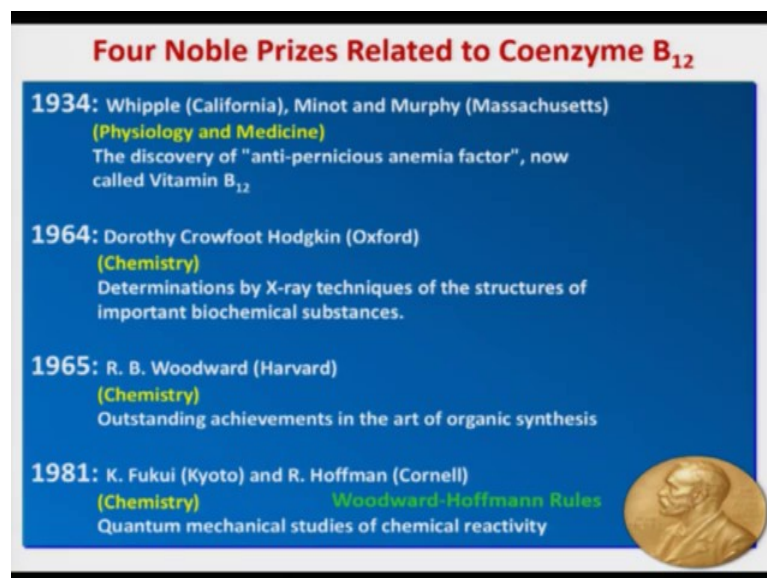 Four Noble Prizes Related to Coenzyme B₁₂
1934: Whipple (California), Minot and Murphy (Massachusetts)
(Physiology and Medicine)
The discovery of "anti-pernicious anemia factor", now
called Vitamin B₁₂
1964: Dorothy Crowfoot Hodgkin (Oxford)
(Chemistry)
Determinations by X-ray techniques of the structures of
important biochemical substances.
1965: R. B. Woodward (Harvard)
(Chemistry)
Outstanding achievements in the art of organic synthesis
1981: K. Fukui (Kyoto) and R. Hoffman (Cornell)
(Chemistry) Woodward-Hoffmann Rules
Quantum mechanical studies of chemical reactivity